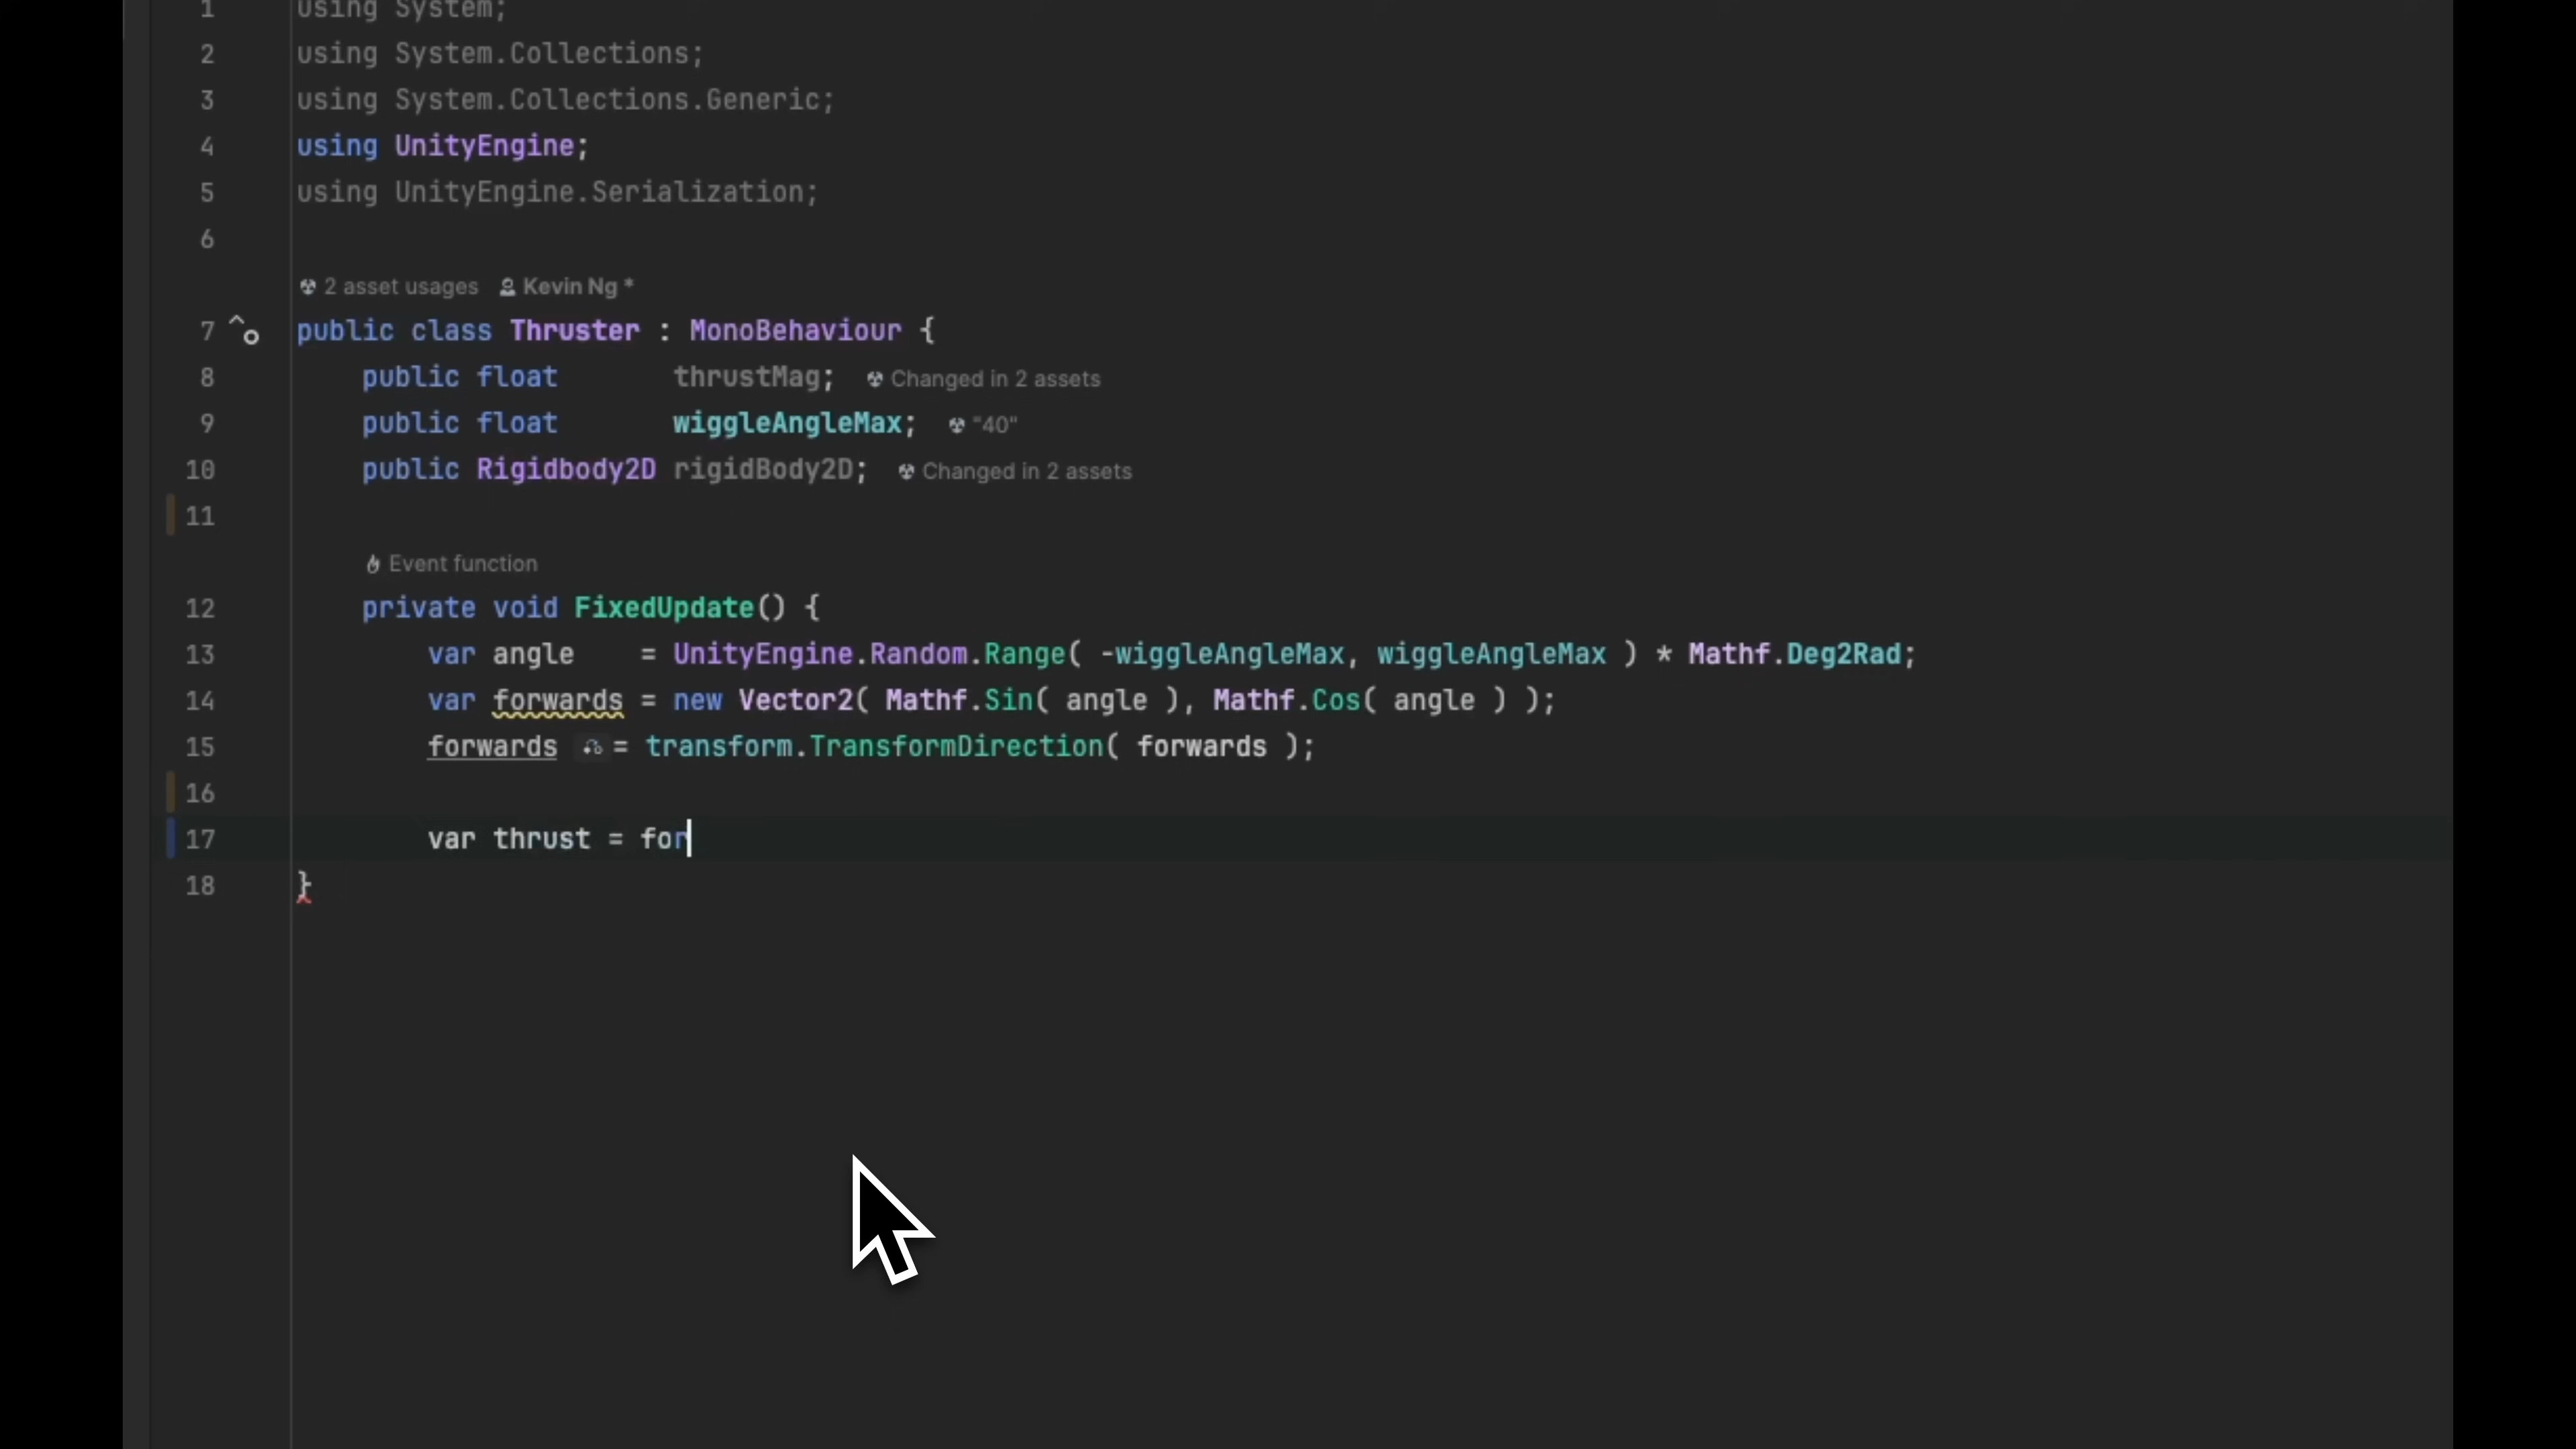 1 using System;
2 using System.Collections;
3 using System.Collections.Generic;
4 using UnityEngine;
5 using UnityEngine.Serialization;
6
2 asset usages Kevin Ng *
7 public class Thruster : MonoBehaviour {
8 public float thrustMag; Changed in 2 assets
9 public float wiggleAngleMax; "40"
10 public Rigidbody2D rigidBody2D; Changed in 2 assets
11
Event function
12 private void FixedUpdate() {
13 var angle = UnityEngine.Random.Range( -wiggleAngleMax, wiggleAngleMax ) * Mathf.Deg2Rad;
14 var forwards = new Vector2( Mathf.Sin( angle ), Mathf.Cos( angle ) );
15 forwards = transform.TransformDirection( forwards );
16
17 var thrust = for
18 }